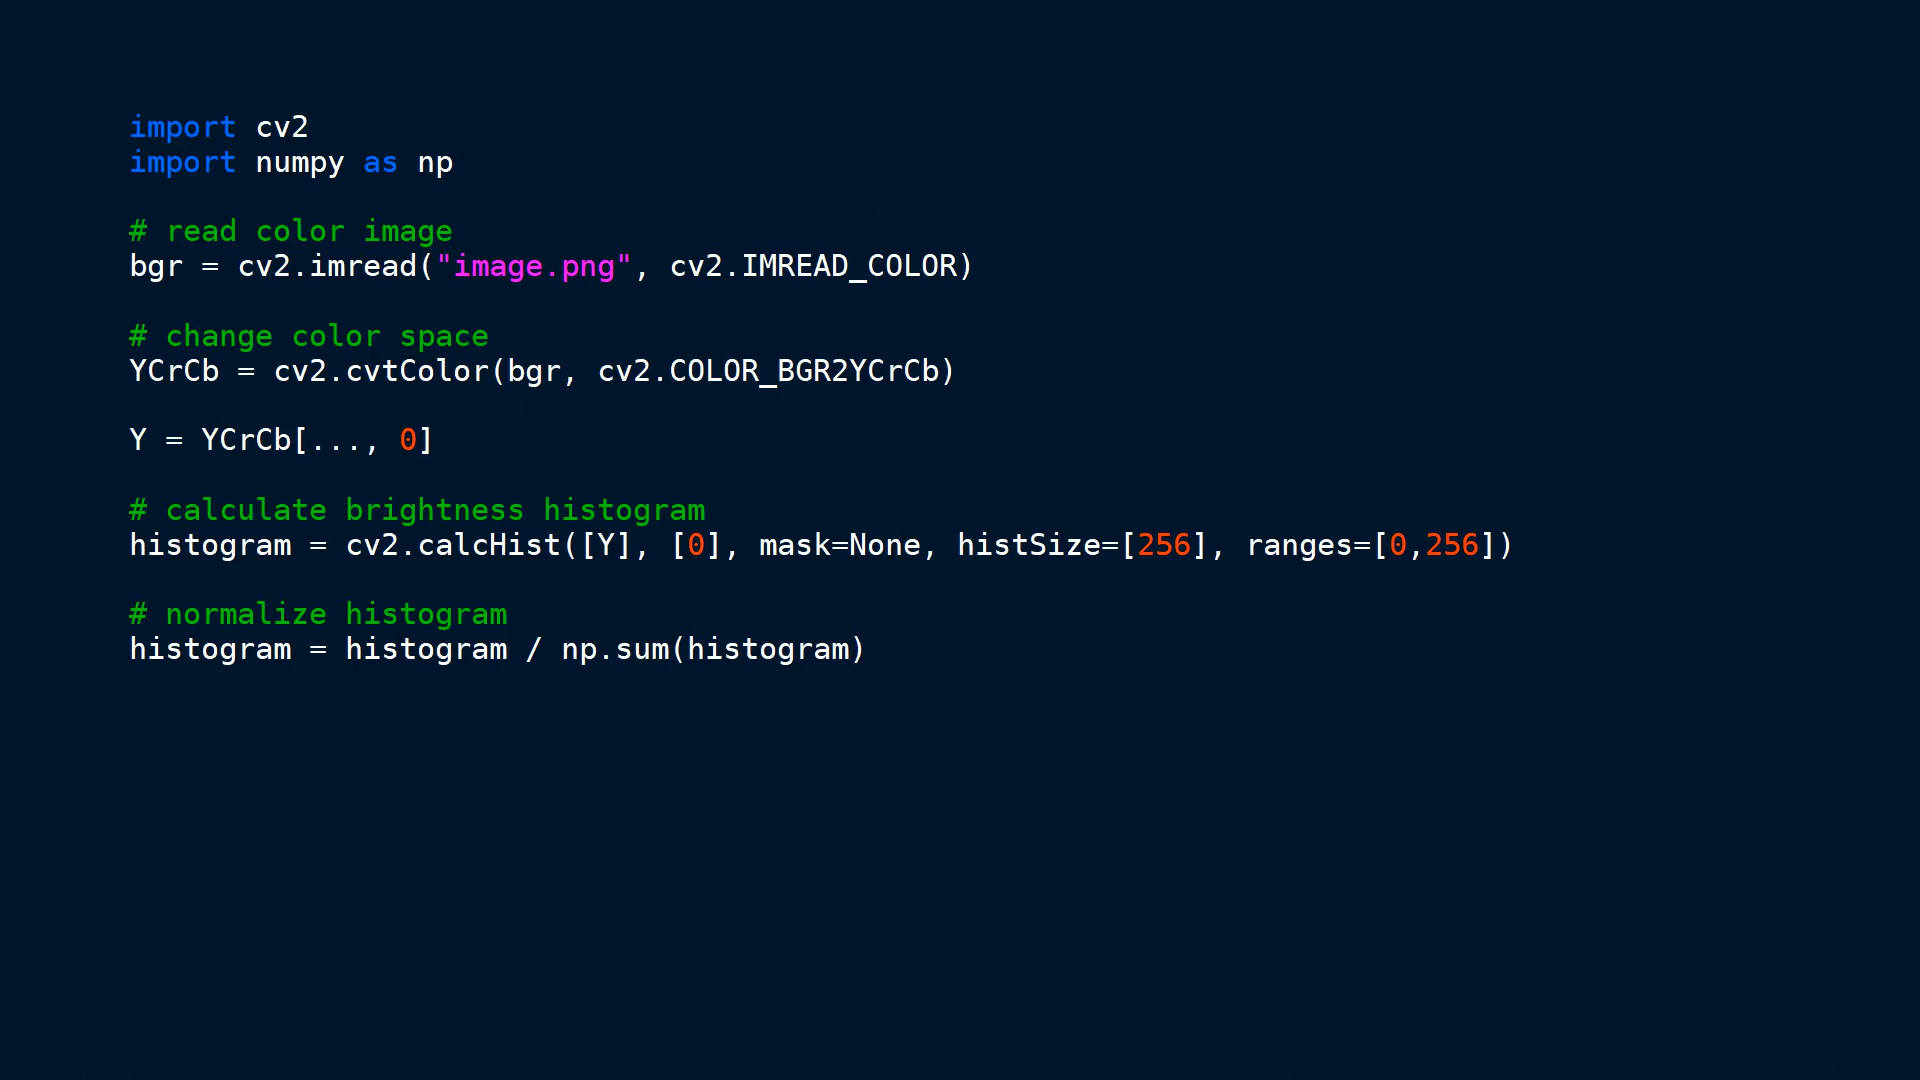 import cv2
import numpy as np
# read color image
bgr = cv2.imread("image.png", cv2.IMREAD_COLOR)
# change color space
YCrCb = cv2.cvtColor(bgr, cv2.COLOR_BGR2YCrCb)
Y = YCrCb[..., 0]
# calculate brightness histogram
histogram = cv2.calcHist([Y], [0], mask=None, histSize=[256], ranges=[0,256])
# normalize histogram
histogram = histogram / np.sum(histogram)